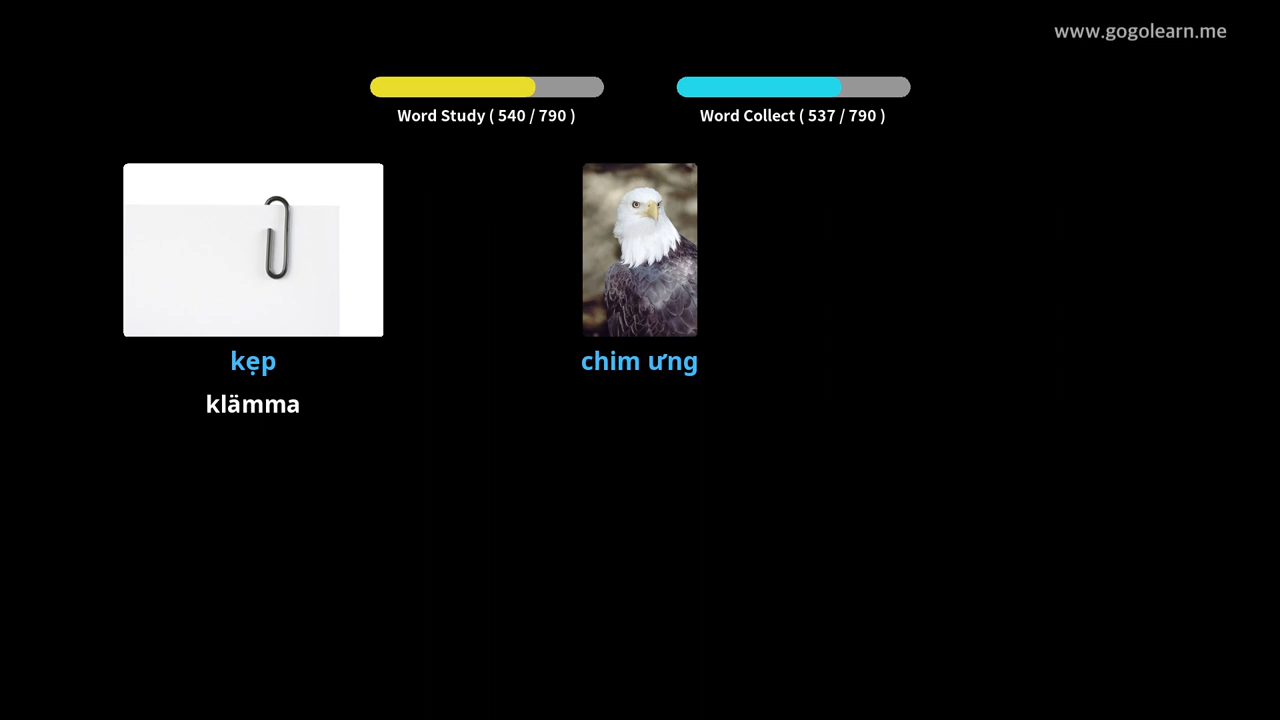 www.gogolearn.me
Word Study ( 540 / 790 )
Word Collect ( 537 / 790 )
kẹp
chim ưng
klämma